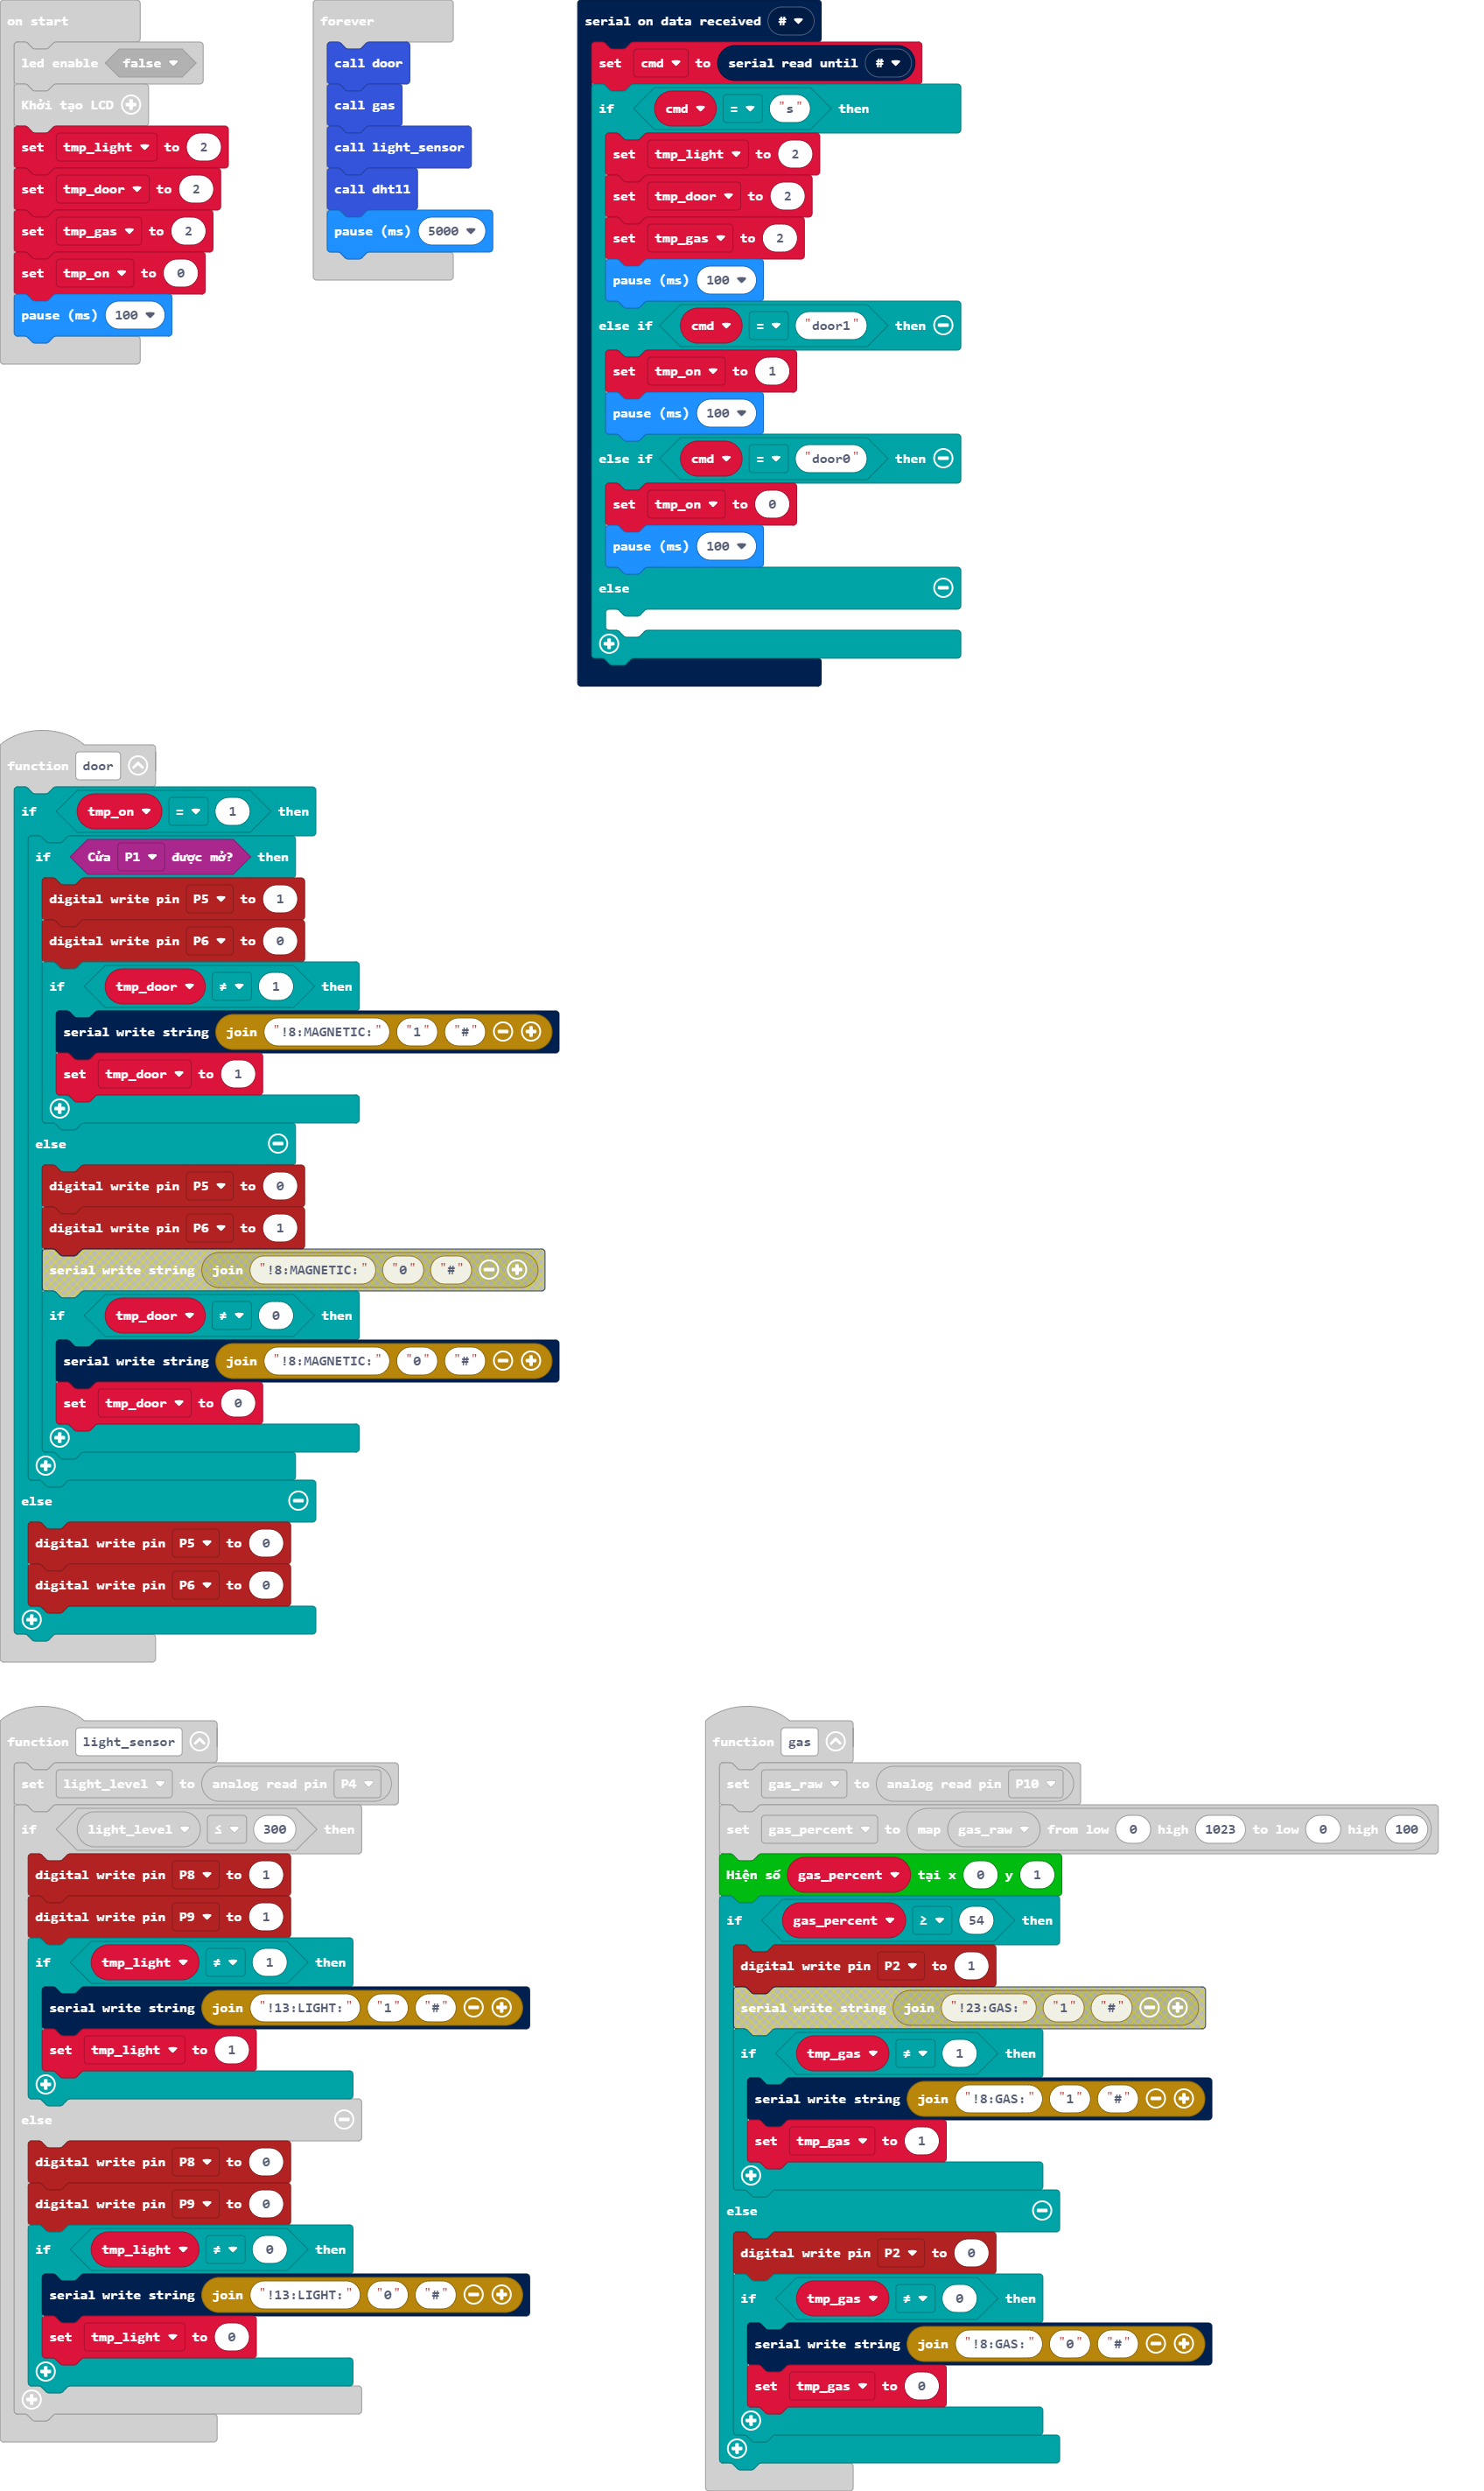 on start
led enable false
Khởi tạo LCD
set tmp_light to 2
set tmp_door to 2
set tmp_gas to 2
set tmp_on to 0
pause (ms) 100
forever
call door
call gas
call light_sensor
call dht11
pause (ms) 5000
serial on data received #
set cmd to serial read until #
if cmd = "s" then
set tmp_light to 2
set tmp_door to 2
set tmp_gas to 2
pause (ms) 100
else if cmd = "door1" then
set tmp_on to 1
pause (ms) 100
else if cmd = "door0" then
set tmp_on to 0
pause (ms) 100
else
function door
if tmp_on = 1 then
if Cửa P1 được mở? then
digital write pin P5 to 1
digital write pin P6 to 0
if tmp_door ≠ 1 then
serial write string join "!8:MAGNETIC:" "1" "#"
set tmp_door to 1
else
digital write pin P5 to 0
digital write pin P6 to 1
serial write string join "!8:MAGNETIC:" "0" "#"
if tmp_door ≠ 0 then
serial write string join "!8:MAGNETIC:" "0" "#"
set tmp_door to 0
else
digital write pin P5 to 0
digital write pin P6 to 0
function light_sensor
set light_level to analog read pin P4
if light_level ≤ 300 then
digital write pin P8 to 1
digital write pin P9 to 1
if tmp_light ≠ 1 then
serial write string join "!13:LIGHT:" "1" "#"
set tmp_light to 1
else
digital write pin P8 to 0
digital write pin P9 to 0
if tmp_light ≠ 0 then
serial write string join "!13:LIGHT:" "0" "#"
set tmp_light to 0
function gas
set gas_raw to analog read pin P10
set gas_percent to map gas_raw from low 0 high 1023 to low 0 high 100
Hiện số gas_percent tại x 0 y 1
if gas_percent ≥ 54 then
digital write pin P2 to 1
serial write string join "!23:GAS:" "1" "#"
if tmp_gas ≠ 1 then
serial write string join "!8:GAS:" "1" "#"
set tmp_gas to 1
else
digital write pin P2 to 0
if tmp_gas ≠ 0 then
serial write string join "!8:GAS:" "0" "#"
set tmp_gas to 0